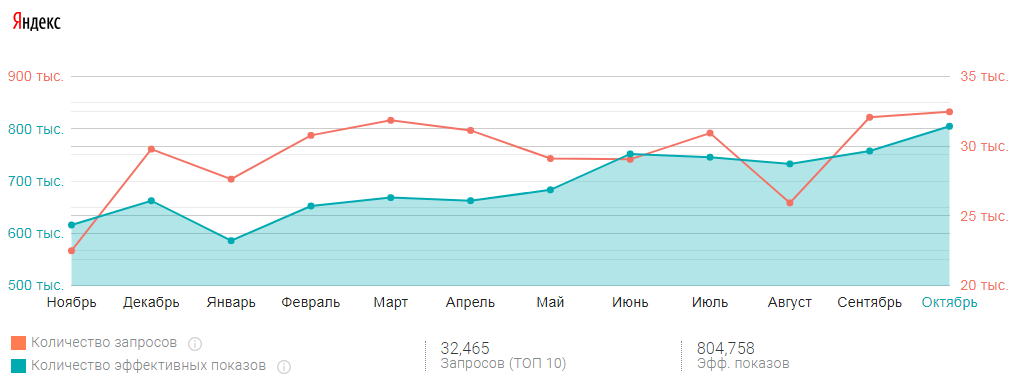 Яндекс
900 тыс.
35 тыс.
800 тыс.
30 тыс.
700 тыс.
25 тыс.
600 тыс.
500 тыс.
20 тыс.
Ноябрь Декабрь Январь Февраль Март Апрель Май Июнь Июль Август Сентябрь Октябрь
Количество запросов
Количество эффективных показов
32,465
Запросов (ТОП 10)
804,758
Эфф. показов